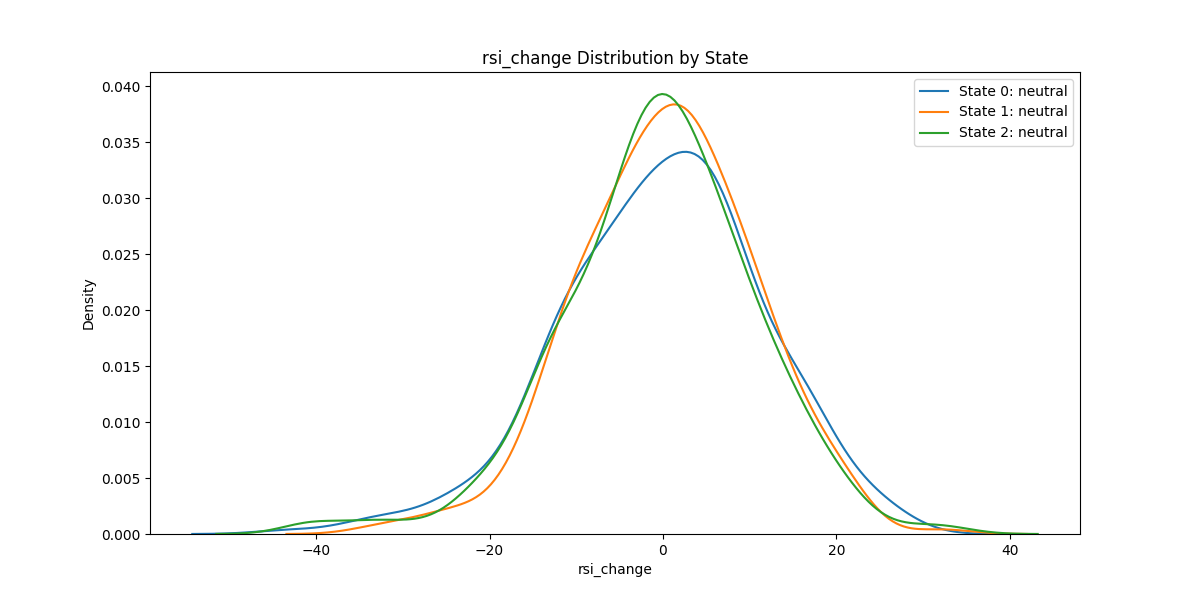 rsi_change Distribution by State
0.040
0.035
0.030
0.025
0.020
0.015
0.010
0.005
0.000
Density
State 0: neutral
State 1: neutral
State 2: neutral
−40
−20
0
20
40
rsi_change